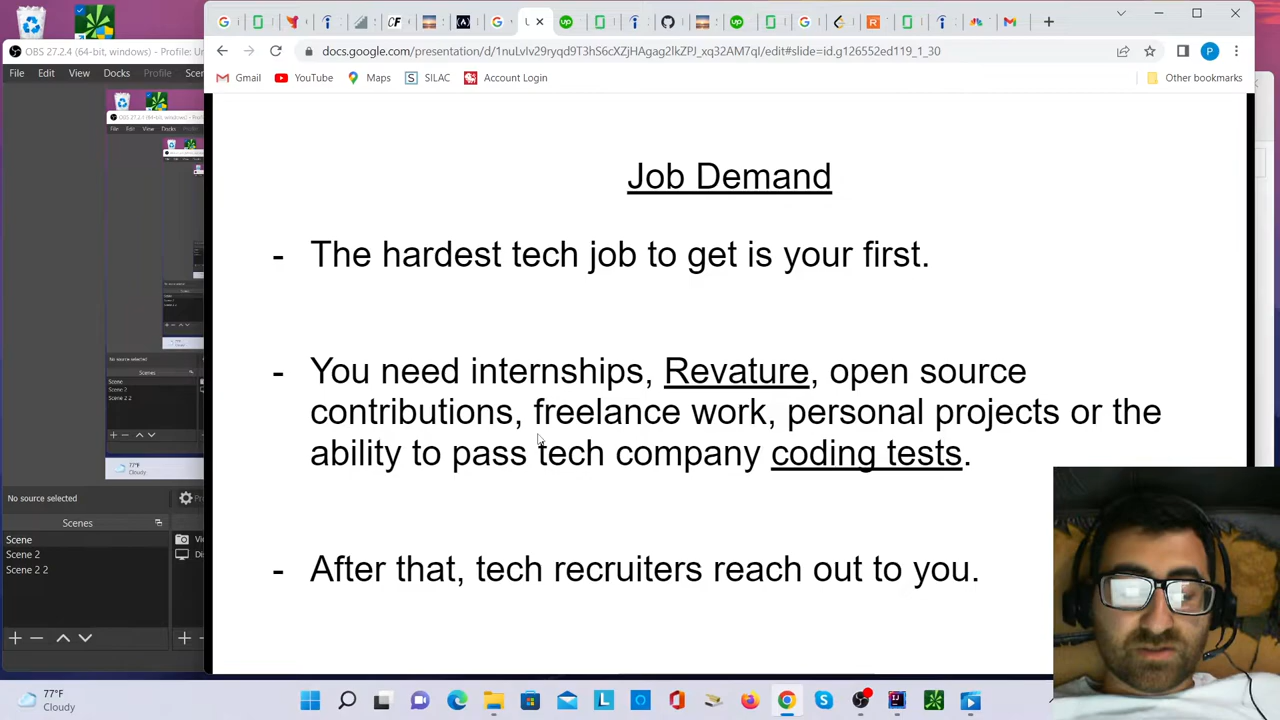 docs.google.com/presentation/d/1nuLvIv29ryqd9T3hS6cXZjHAgag2lkZPJ_xq32AM7qI/edit#slide-id.g126552ec119_1_30
Gmail YouTube Maps SILAC Account Login Other bookmarks
OBS 27.2.4 (64-bit, windows) - Profile: Un
File Edit View Docks Profile Scen
Job Demand
- The hardest tech job to get is your first.
- You need internships, Revature, open source
contributions, freelance work, personal projects or the
ability to pass tech company coding tests.
- After that, tech recruiters reach out to you.
No source selected
Scenes
Scene
Scene 2
Scene 2 2
77°F
Cloudy